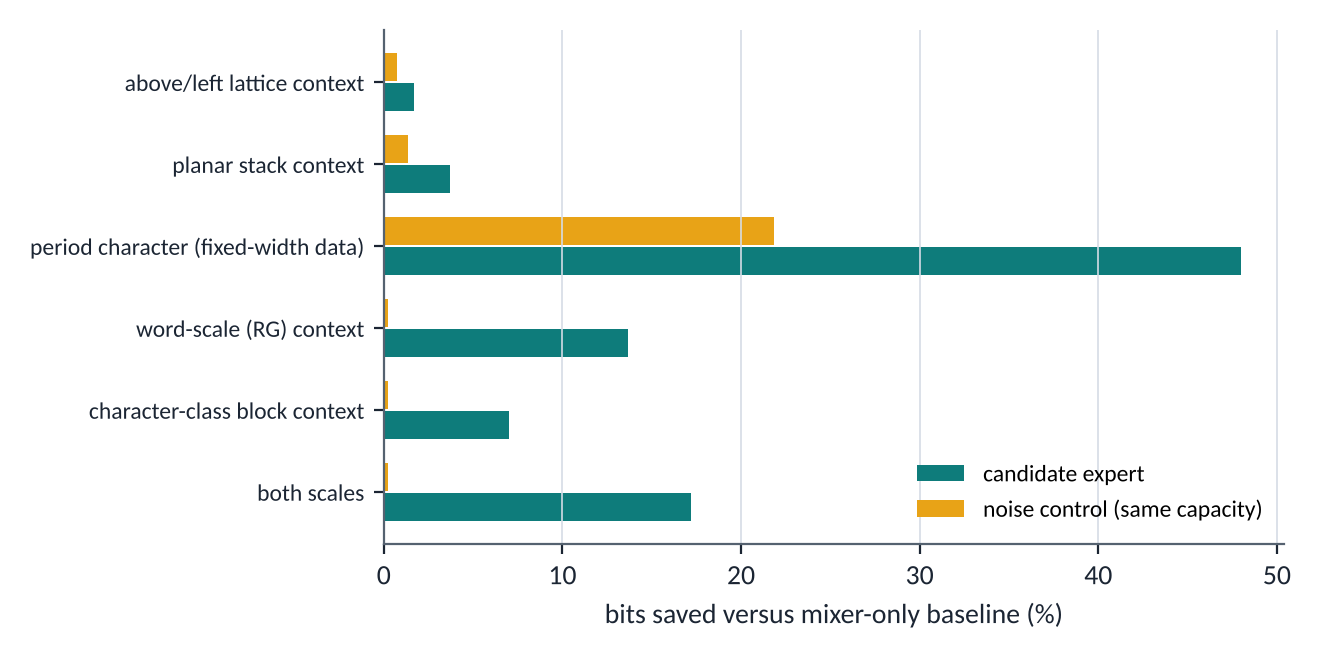 above/left lattice context
planar stack context
period character (fixed-width data)
word-scale (RG) context
character-class block context
both scales
candidate expert
noise control (same capacity)
0 10 20 30 40 50
bits saved versus mixer-only baseline (%)